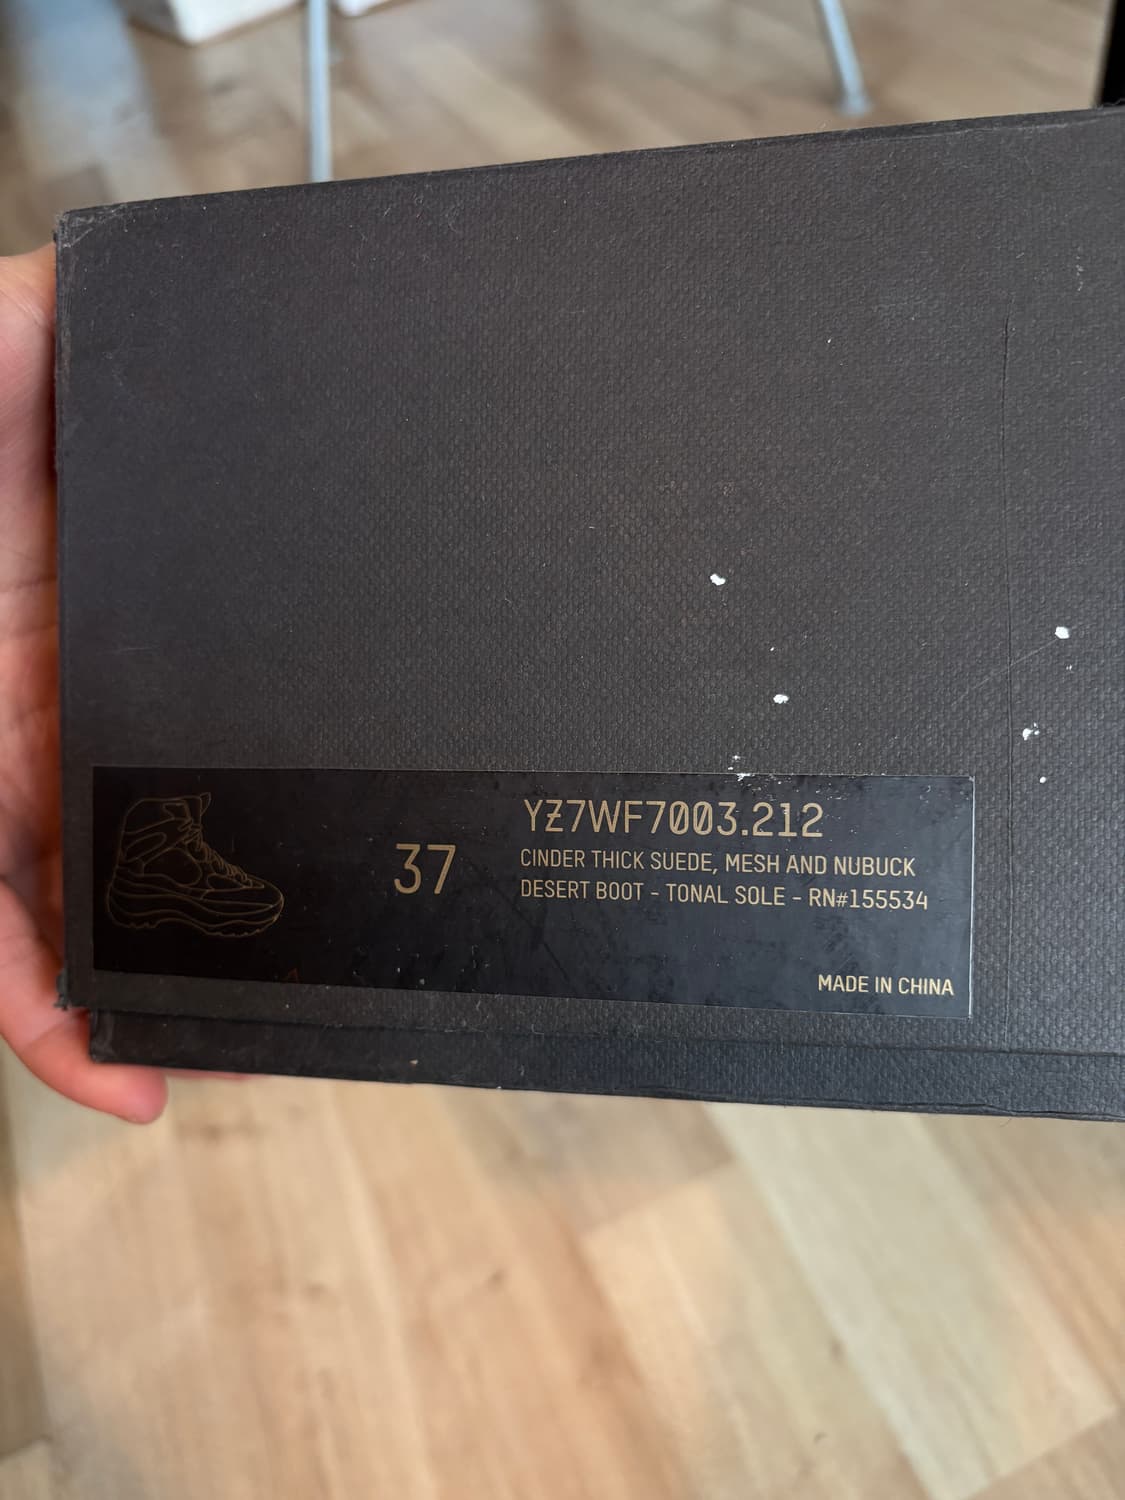 YZ7WF7003.212
37
CINDER THICK SUEDE, MESH AND NUBUCK
DESERT BOOT - TONAL SOLE - RN#155534
MADE IN CHINA